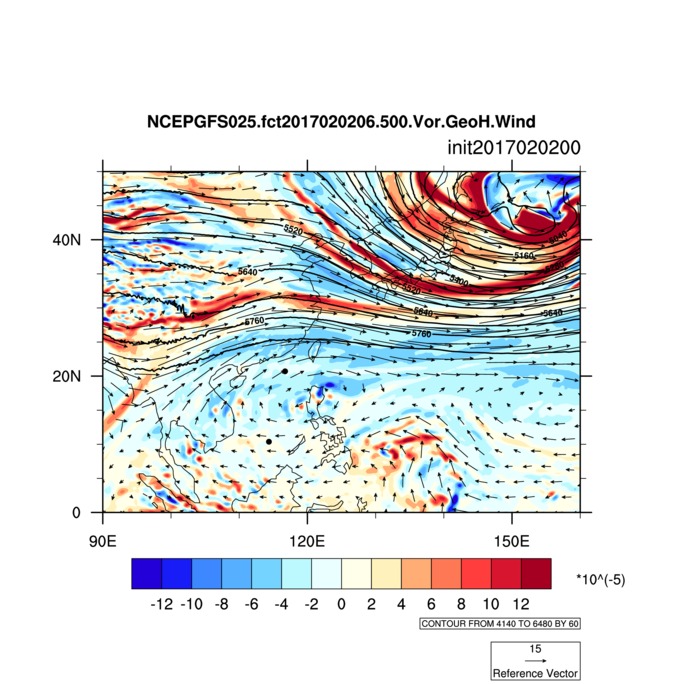 NCEPGFS025.fct2017020206.500.Vor.GeoH.Wind
init2017020200
5520
40N
5160
5640
5400
5520
5640
5640
5760
5760
20N
0
90E 120E 150E
-12 -10 -8 -6 -4 -2 0 2 4 6 8 10 12
*10^(-5)
CONTOUR FROM 4140 TO 6480 BY 60
15
Reference Vector